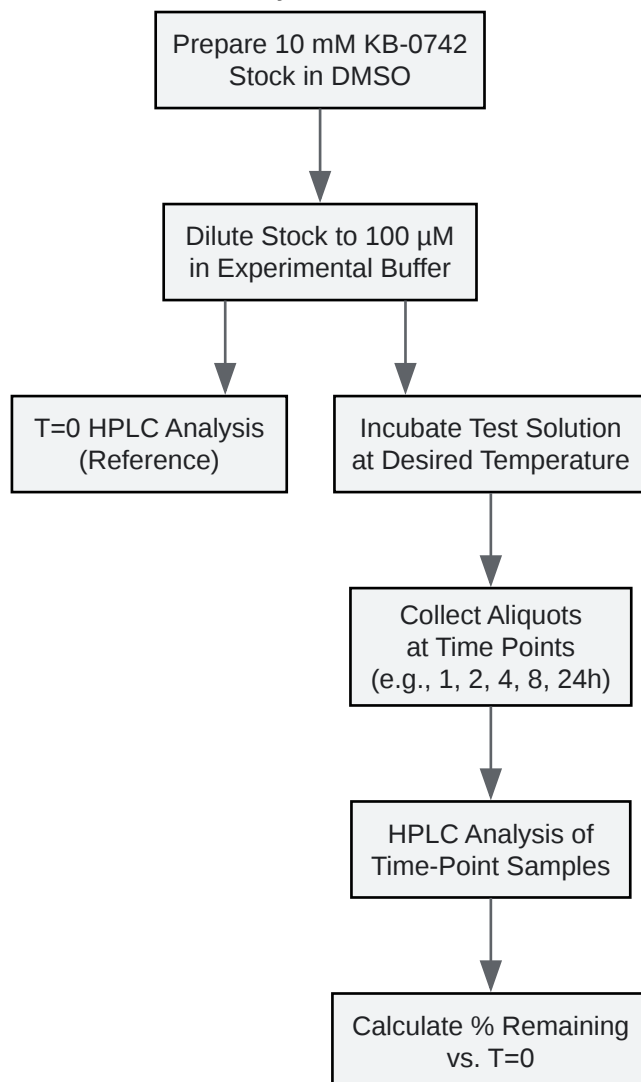 Prepare 10 mM KB-0742
Stock in DMSO
Dilute Stock to 100 µM
in Experimental Buffer
T=0 HPLC Analysis
(Reference)
Incubate Test Solution
at Desired Temperature
Collect Aliquots
at Time Points
(e.g., 1, 2, 4, 8, 24h)
HPLC Analysis of
Time-Point Samples
Calculate % Remaining
vs. T=0